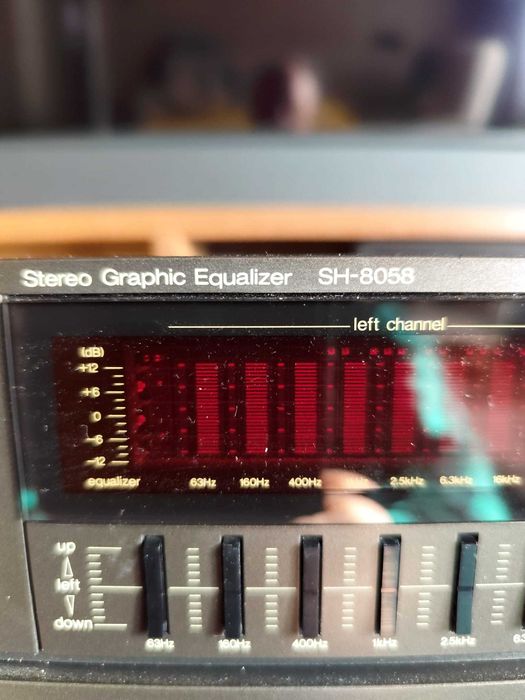 Stereo Graphic Equalizer SH-8058
left channel
(dB)
+12
+6
0
-6
-12
equalizer 63Hz 160Hz 400Hz 2.5kHz 6.3kHz 16kHz
up
left
down
63Hz 160Hz 400Hz 1kHz 2.5kHz